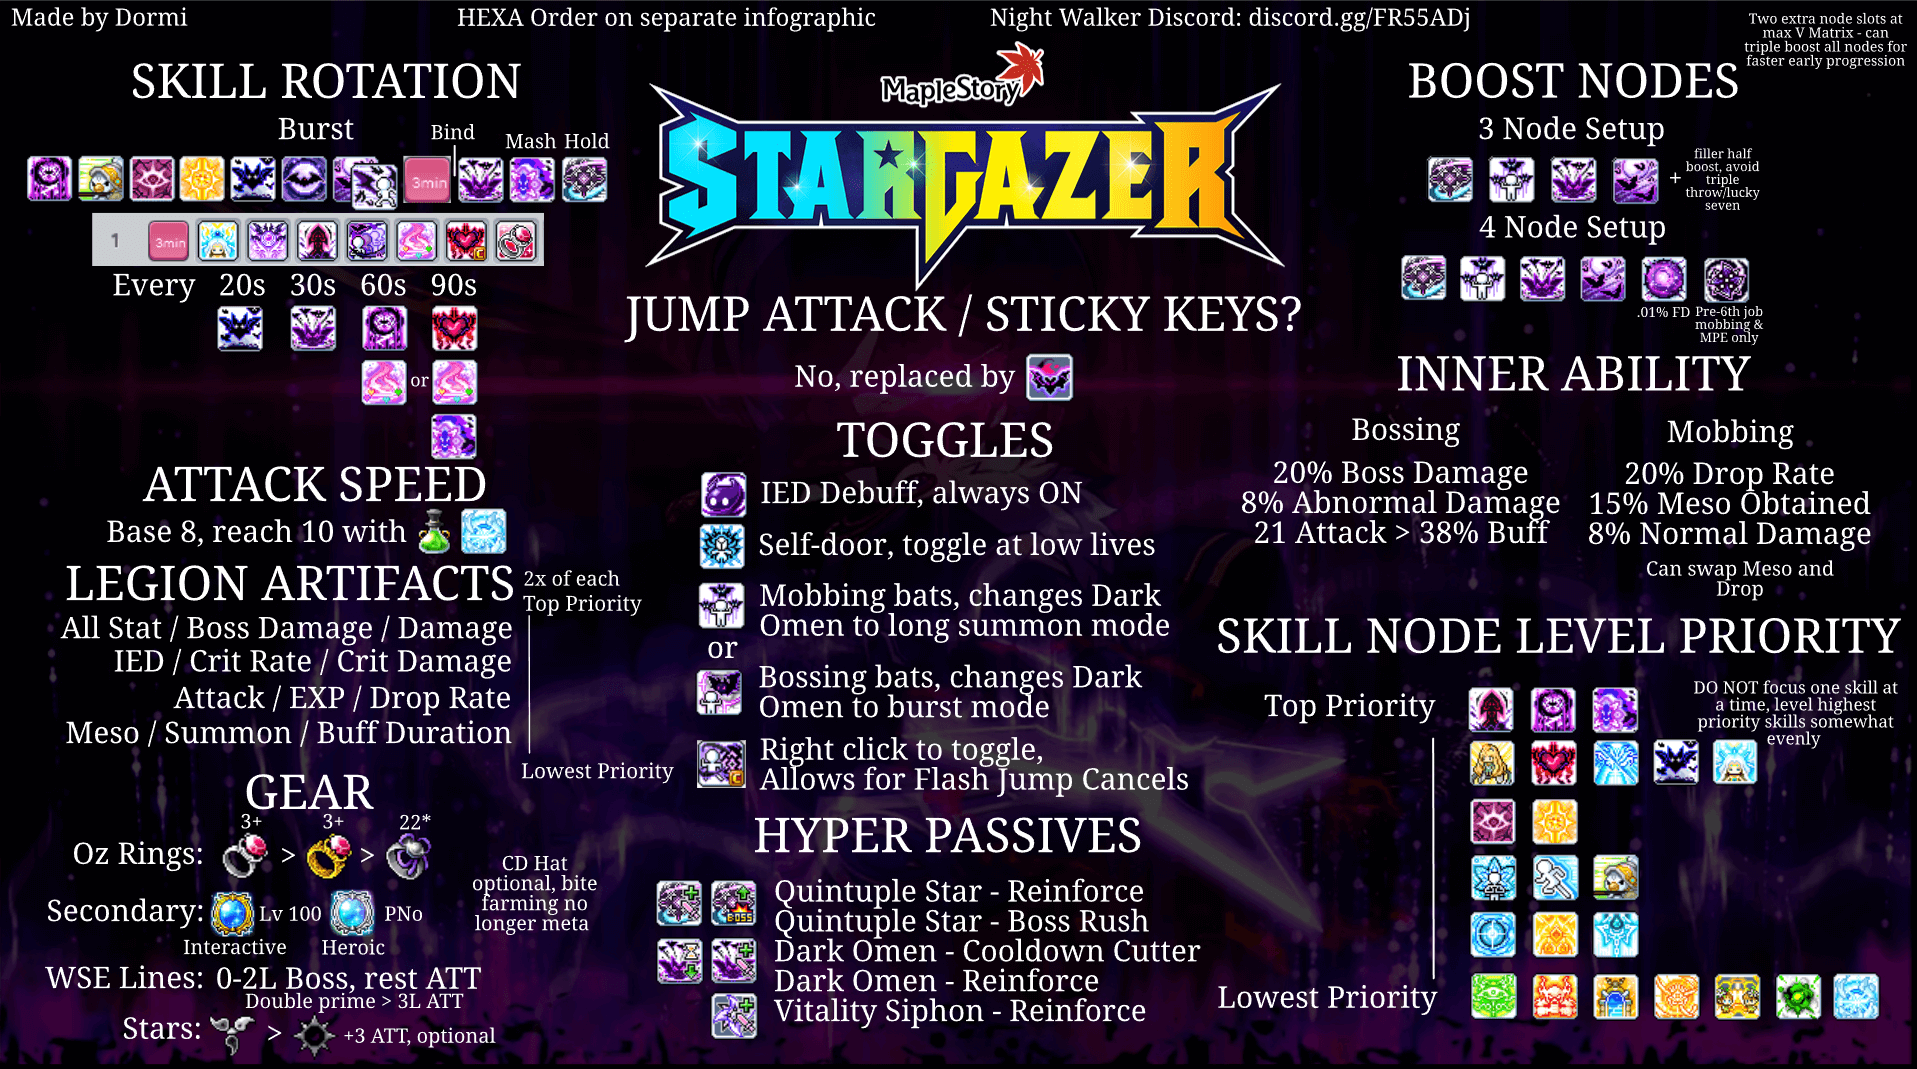 Made by Dormi
HEXA Order on separate infographic
Night Walker Discord: discord.gg/FR55ADj
Two extra node slots at
max V Matrix - can
triple boost all nodes for
faster early progression
SKILL ROTATION
Burst
Bind
Mash Hold
3min
1
3min
Every 20s 30s 60s 90s
or
ATTACK SPEED
Base 8, reach 10 with
LEGION ARTIFACTS
2x of each
Top Priority
All Stat / Boss Damage / Damage
IED / Crit Rate / Crit Damage
Attack / EXP / Drop Rate
Meso / Summon / Buff Duration
Lowest Priority
GEAR
3+ 3+ 22*
Oz Rings: > >
Secondary: Lv 100 PNo
Interactive Heroic
CD Hat
optional, bite
farming no
longer meta
WSE Lines: 0-2L Boss, rest ATT
Double prime > 3L ATT
Stars: > +3 ATT, optional
MapleStory
STARGAZER
JUMP ATTACK / STICKY KEYS?
No, replaced by
TOGGLES
IED Debuff, always ON
Self-door, toggle at low lives
Mobbing bats, changes Dark
Omen to long summon mode
or
Bossing bats, changes Dark
Omen to burst mode
Right click to toggle,
Allows for Flash Jump Cancels
HYPER PASSIVES
BOSS
Quintuple Star - Reinforce
Quintuple Star - Boss Rush
Dark Omen - Cooldown Cutter
Dark Omen - Reinforce
Vitality Siphon - Reinforce
BOOST NODES
3 Node Setup
+
filler half
boost, avoid
triple
throw/lucky
seven
4 Node Setup
.01% FD
Pre-6th job
mobbing &
MPE only
INNER ABILITY
Bossing
20% Boss Damage
8% Abnormal Damage
21 Attack > 38% Buff
Mobbing
20% Drop Rate
15% Meso Obtained
8% Normal Damage
Can swap Meso and
Drop
SKILL NODE LEVEL PRIORITY
Top Priority
DO NOT focus one skill at
a time, level highest
priority skills somewhat
evenly
Lowest Priority